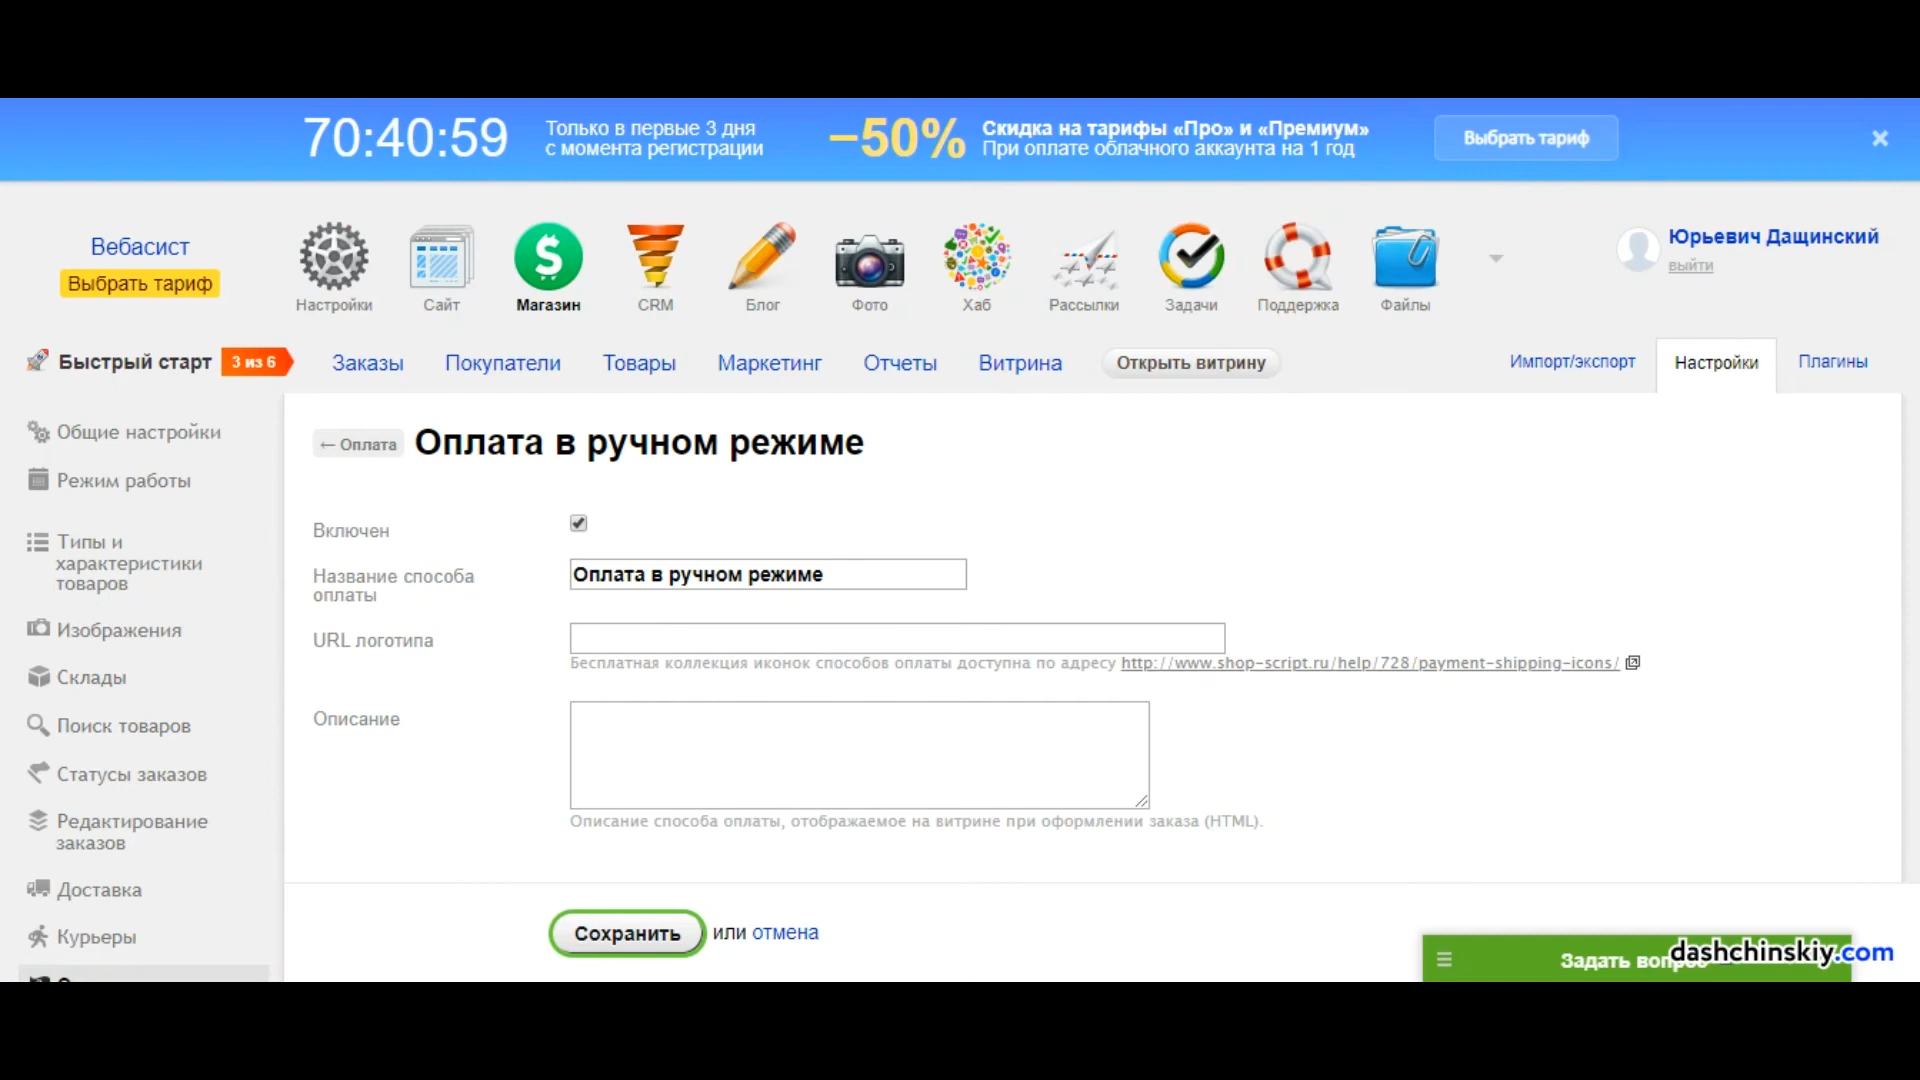 70:40:59
Только в первые 3 дня
с момента регистрации
–50%
Скидка на тарифы «Про» и «Премиум»
При оплате облачного аккаунта на 1 год
Выбрать тариф
Вебасист
Выбрать тариф
Настройки
Сайт
Магазин
CRM
Блог
Фото
Хаб
Рассылки
Задачи
Поддержка
Файлы
Юрьевич Дащинский
выйти
Быстрый старт
3 из 6
Заказы
Покупатели
Товары
Маркетинг
Отчеты
Витрина
Открыть витрину
Импорт/экспорт
Настройки
Плагины
Общие настройки
Режим работы
Типы и
характеристики
товаров
Изображения
Склады
Поиск товаров
Статусы заказов
Редактирование
заказов
Доставка
Курьеры
← Оплата
Оплата в ручном режиме
Включен
Название способа
оплаты
Оплата в ручном режиме
URL логотипа
Бесплатная коллекция иконок способов оплаты доступна по адресу http://www.shop-script.ru/help/728/payment-shipping-icons/
Описание
Описание способа оплаты, отображаемое на витрине при оформлении заказа (HTML).
Сохранить или отмена
Задать вопрос
dashchinskiy.com